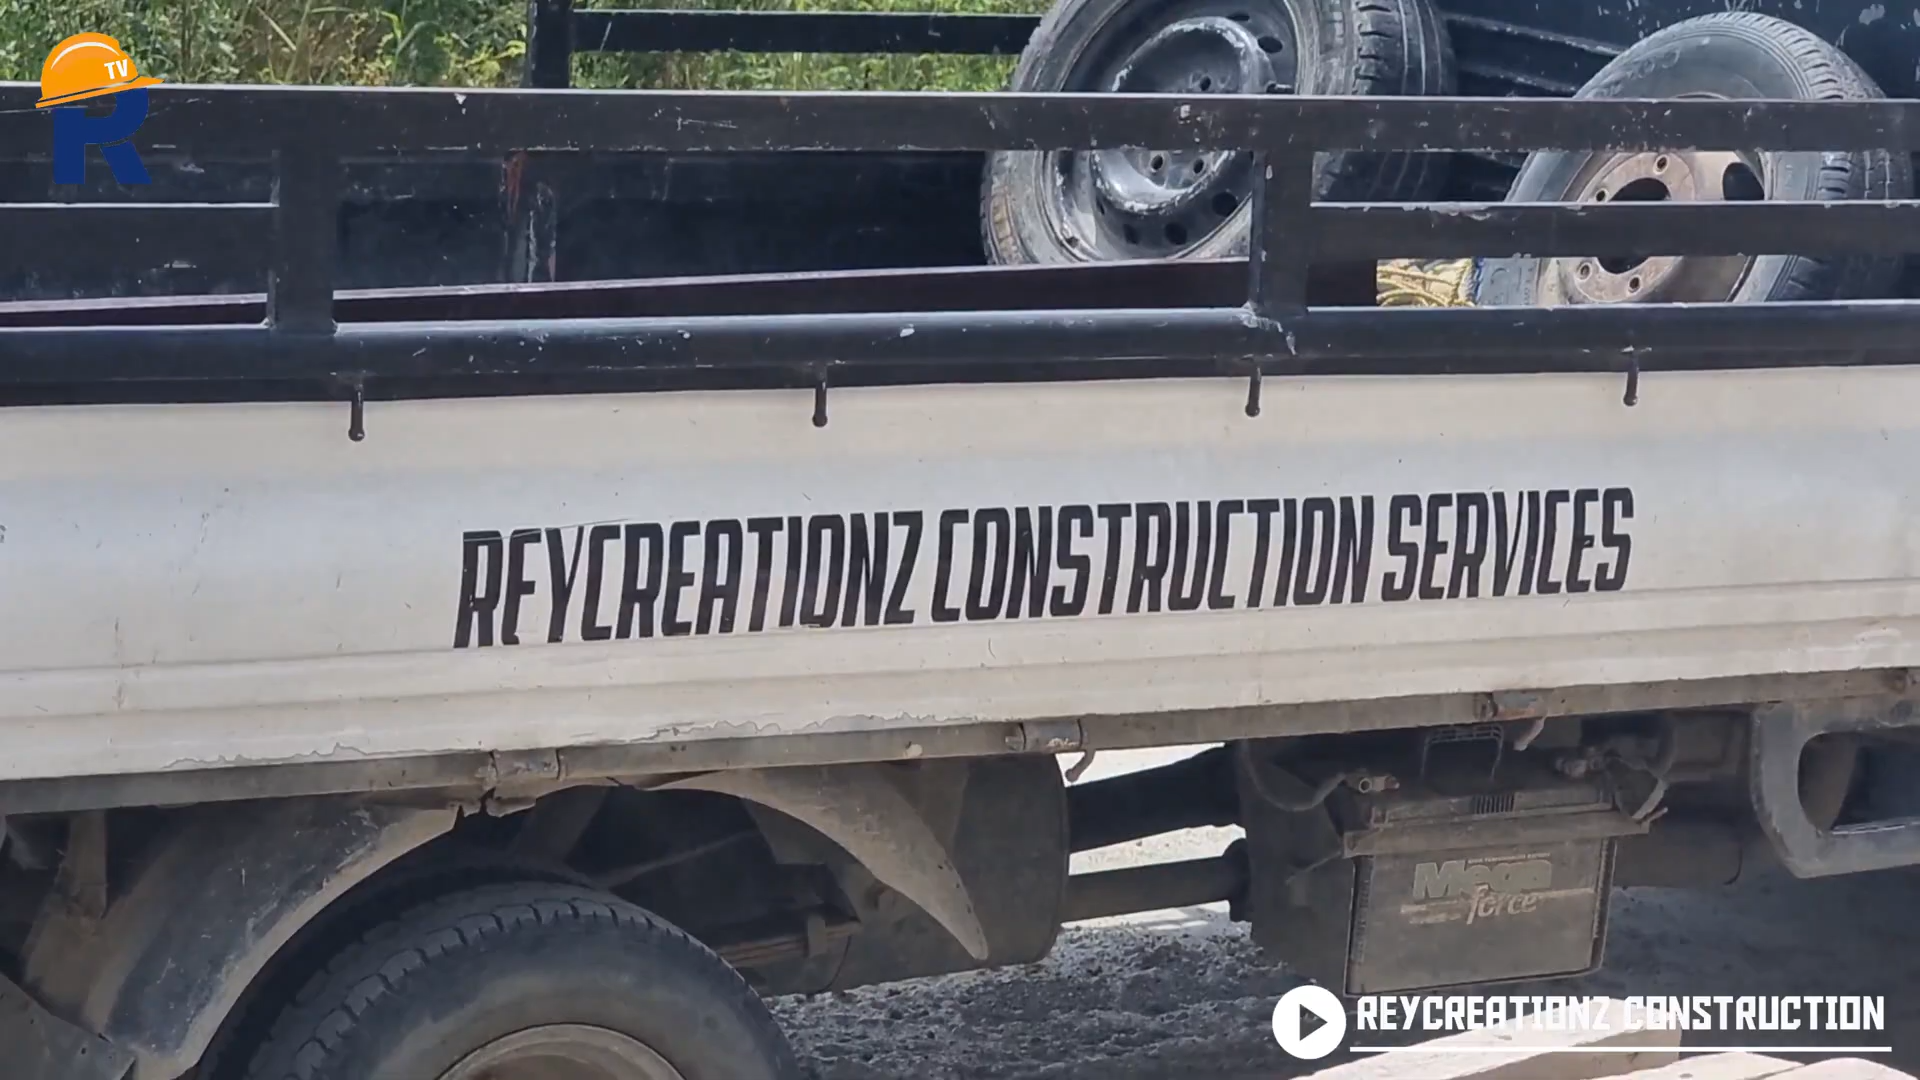 TV
R
REYCREATIONZ CONSTRUCTION SERVICES
Mega
force
REYCREATIONZ CONSTRUCTION